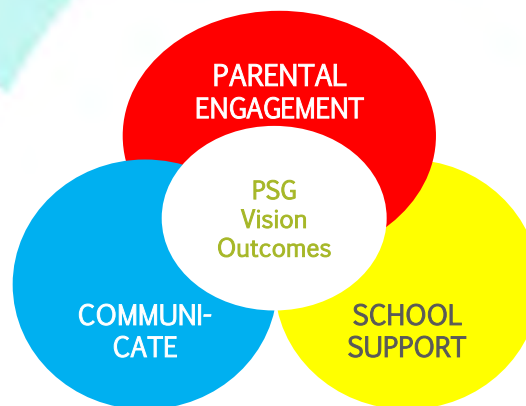 PARENTAL
ENGAGEMENT
PSG
Vision
Outcomes
COMMUNI-
CATE
SCHOOL
SUPPORT